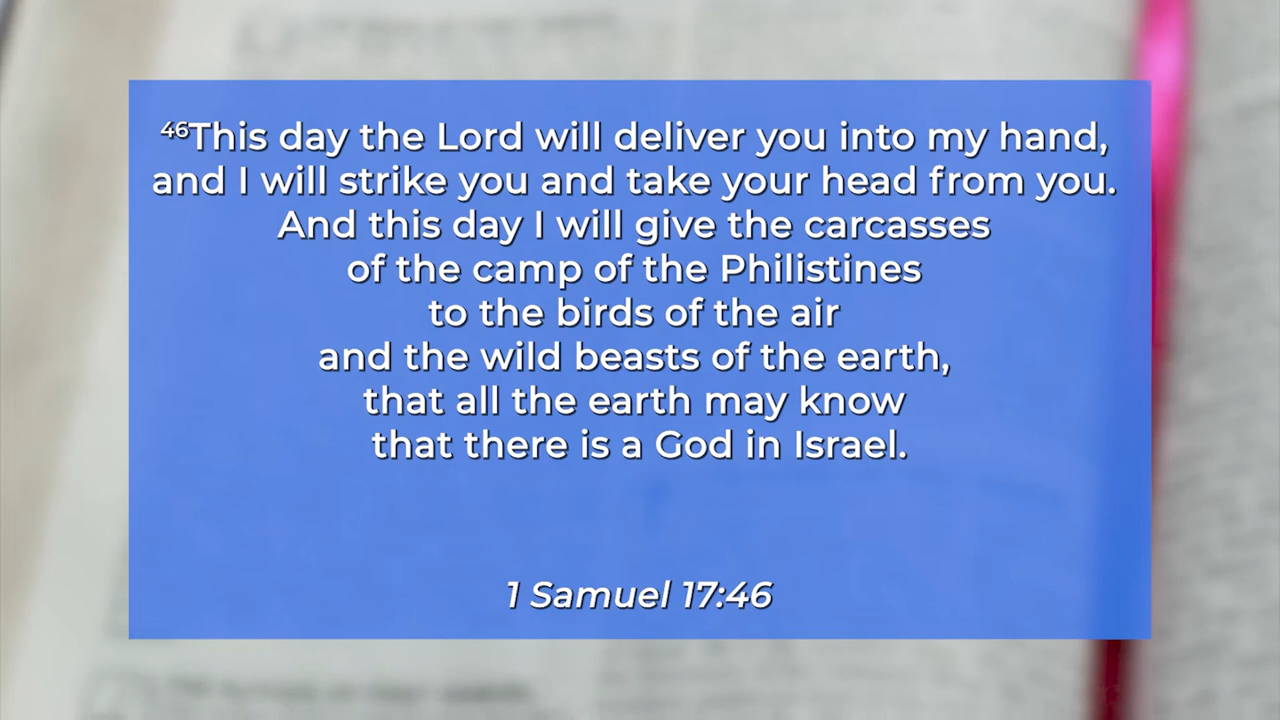 46This day the Lord will deliver you into my hand,
and I will strike you and take your head from you.
And this day I will give the carcasses
of the camp of the Philistines
to the birds of the air
and the wild beasts of the earth,
that all the earth may know
that there is a God in Israel.
1 Samuel 17:46